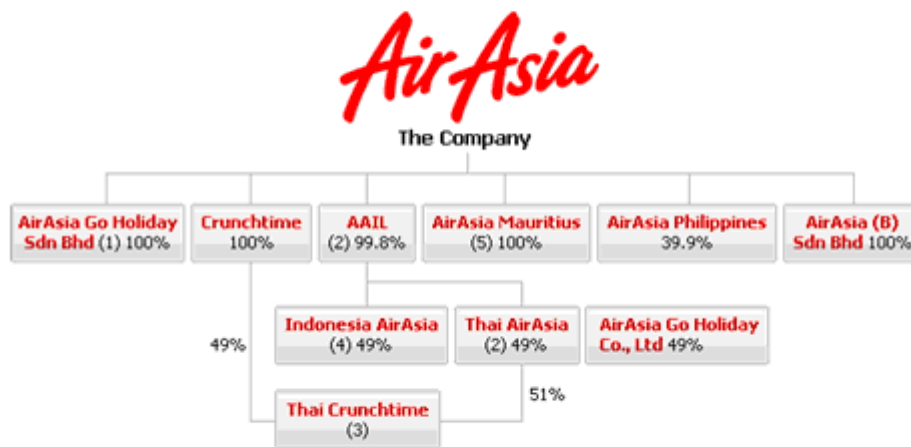 AirAsia
The Company
AirAsia Go Holiday
Sdn Bhd (1) 100%
Crunchtime
100%
AAIL
(2) 99.8%
AirAsia Mauritius
(5) 100%
AirAsia Philippines
39.9%
AirAsia (B)
Sdn Bhd 100%
49%
Indonesia AirAsia
(4) 49%
Thai AirAsia
(2) 49%
AirAsia Go Holiday
Co., Ltd 49%
51%
Thai Crunchtime
(3)